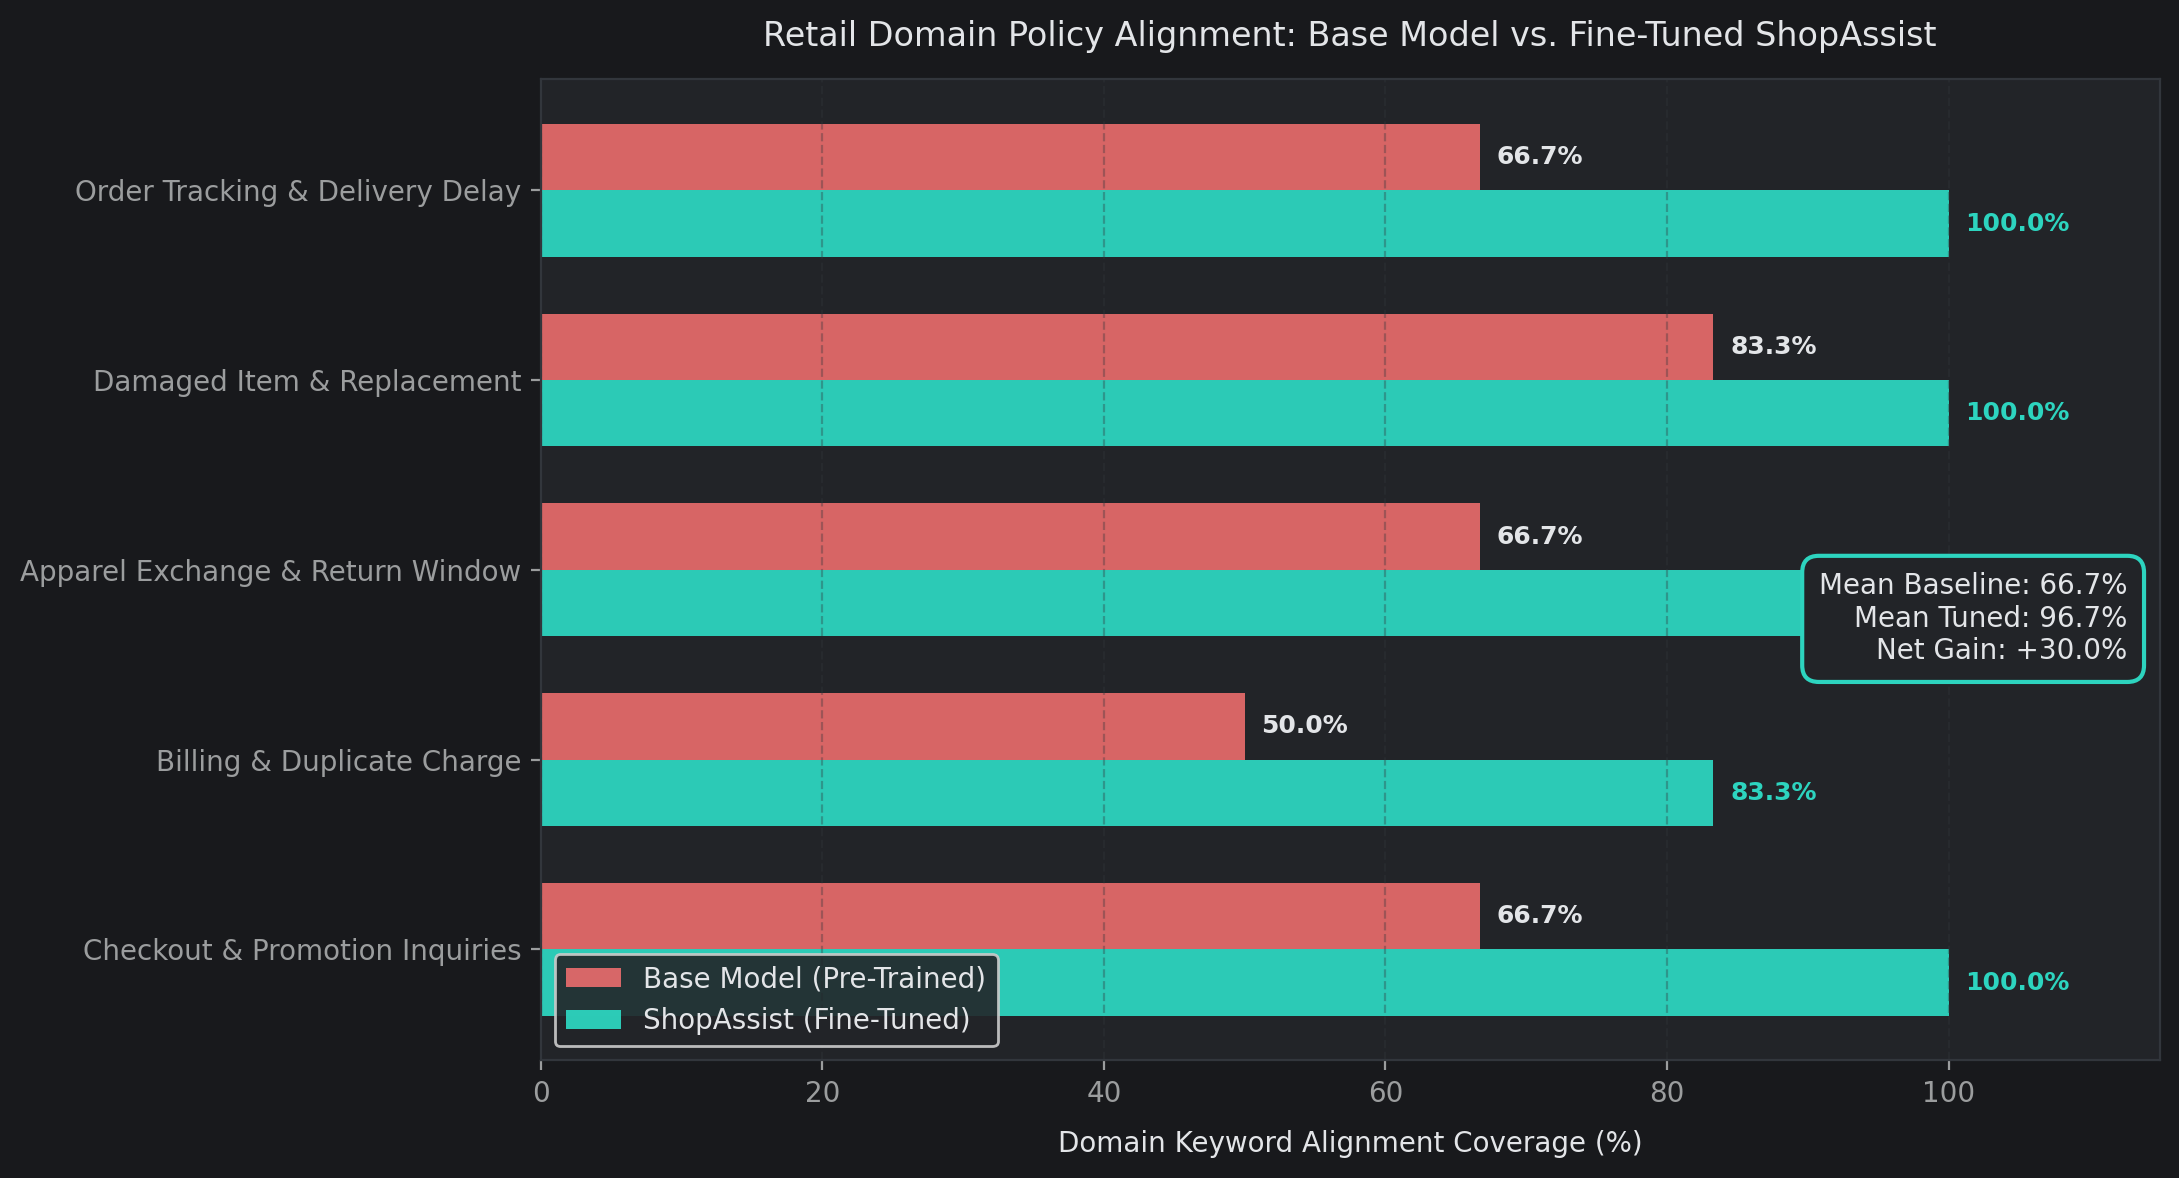 Retail Domain Policy Alignment: Base Model vs. Fine-Tuned ShopAssist
Order Tracking & Delivery Delay
66.7%
100.0%
Damaged Item & Replacement
83.3%
100.0%
Apparel Exchange & Return Window
66.7%
Mean Baseline: 66.7%
Mean Tuned: 96.7%
Net Gain: +30.0%
Billing & Duplicate Charge
50.0%
83.3%
Checkout & Promotion Inquiries
66.7%
100.0%
Base Model (Pre-Trained)
ShopAssist (Fine-Tuned)
0 20 40 60 80 100
Domain Keyword Alignment Coverage (%)